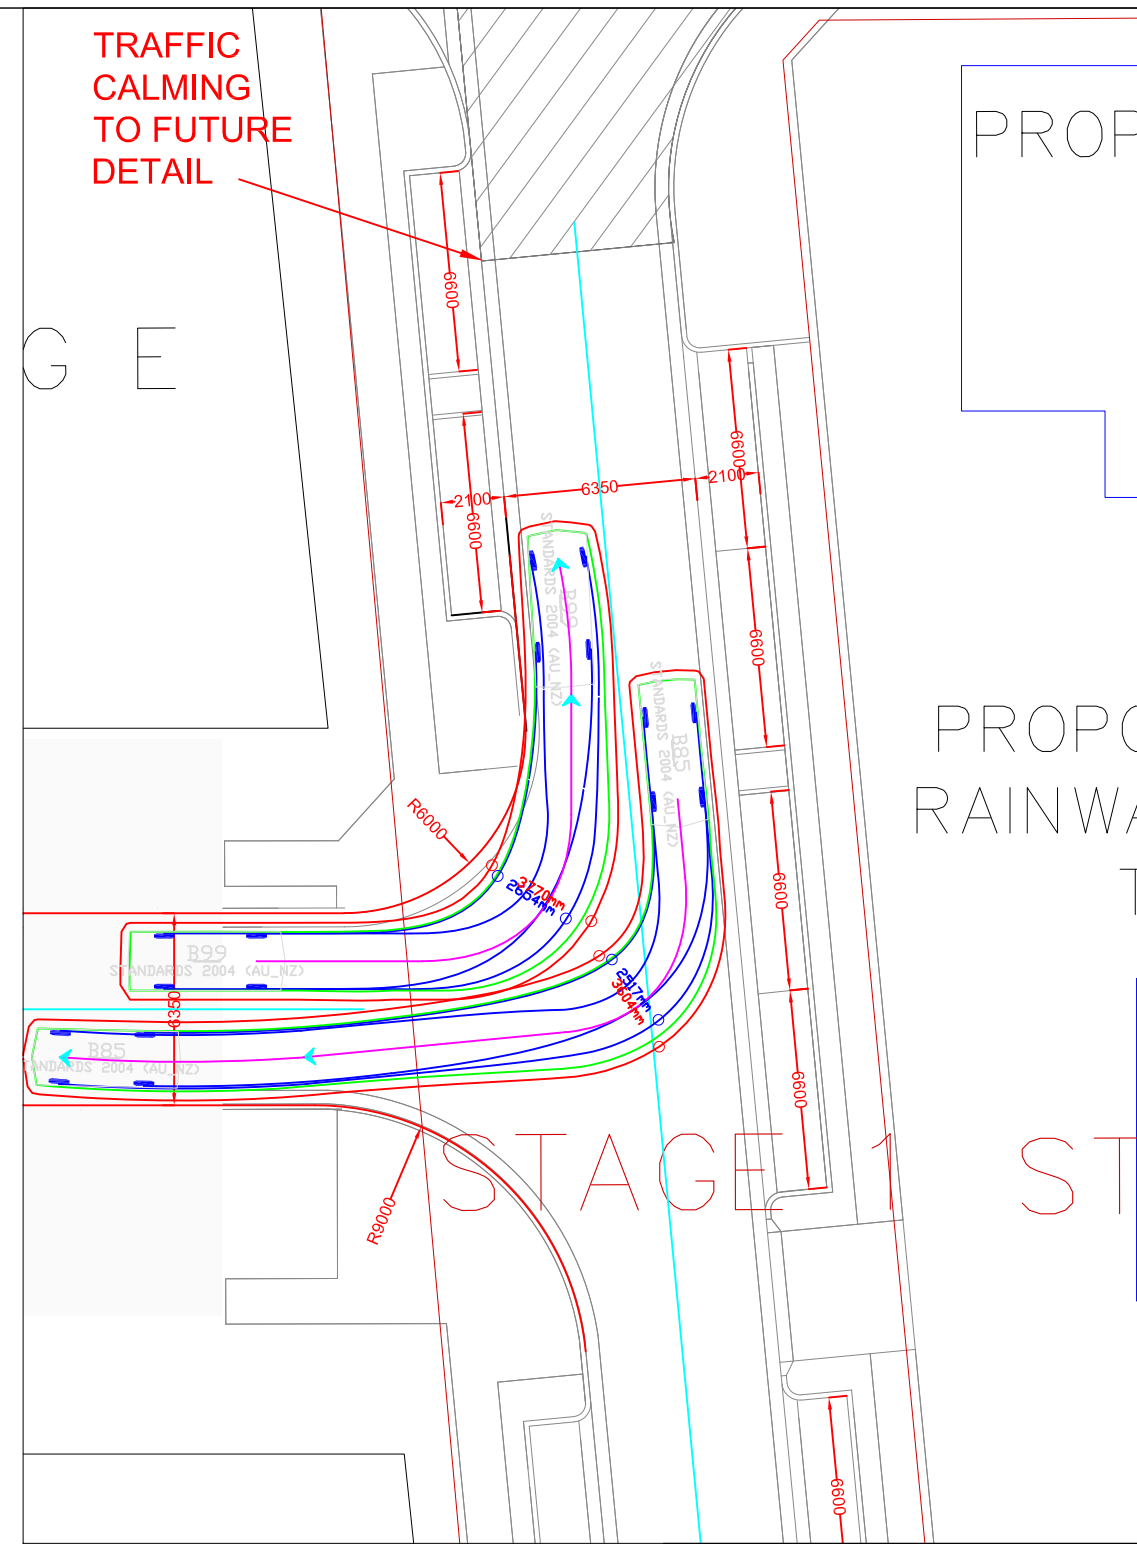 TRAFFIC
CALMING
TO FUTURE
DETAIL
PROP
G E
6600
6600
2100
6350
2100
6600
6600
B99
STANDARDS 2004 (AU_NZ)
B85
STANDARDS 2004 (AU_NZ)
PROPO
RAINWA
T
R6000
3770mm
2654mm
6600
B99
STANDARDS 2004 (AU_NZ)
2517mm
3604mm
6350
B85
TANDARDS 2004 (AU_NZ)
6600
STAGE 1
ST
R9000
6600